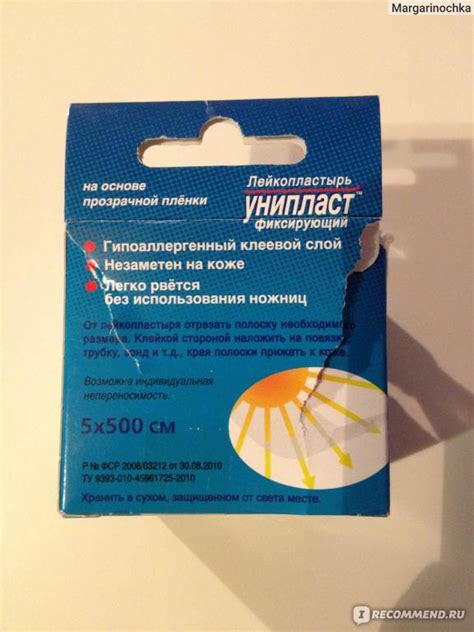 Margarinochka
на основе
прозрачной плёнки
Лейкопластырь
УНИПЛАСТ™
фиксирующий
Гипоаллергенный клеевой слой
Незаметен на коже
Легко рвётся
без использования ножниц
От лейкопластыря отрезать полоску необходимого
размера. Клейкой стороной наложить на повязку,
трубку, зонд и т.д., края полоски прижать к коже.
Возможна индивидуальная
непереносимость.
5x500 см
Р № ФСР 2008/03212 от 30.08.2010
ТУ 9393-010-45961725-2010
Хранить в сухом, защищенном от света месте.
I RECOMMEND.RU